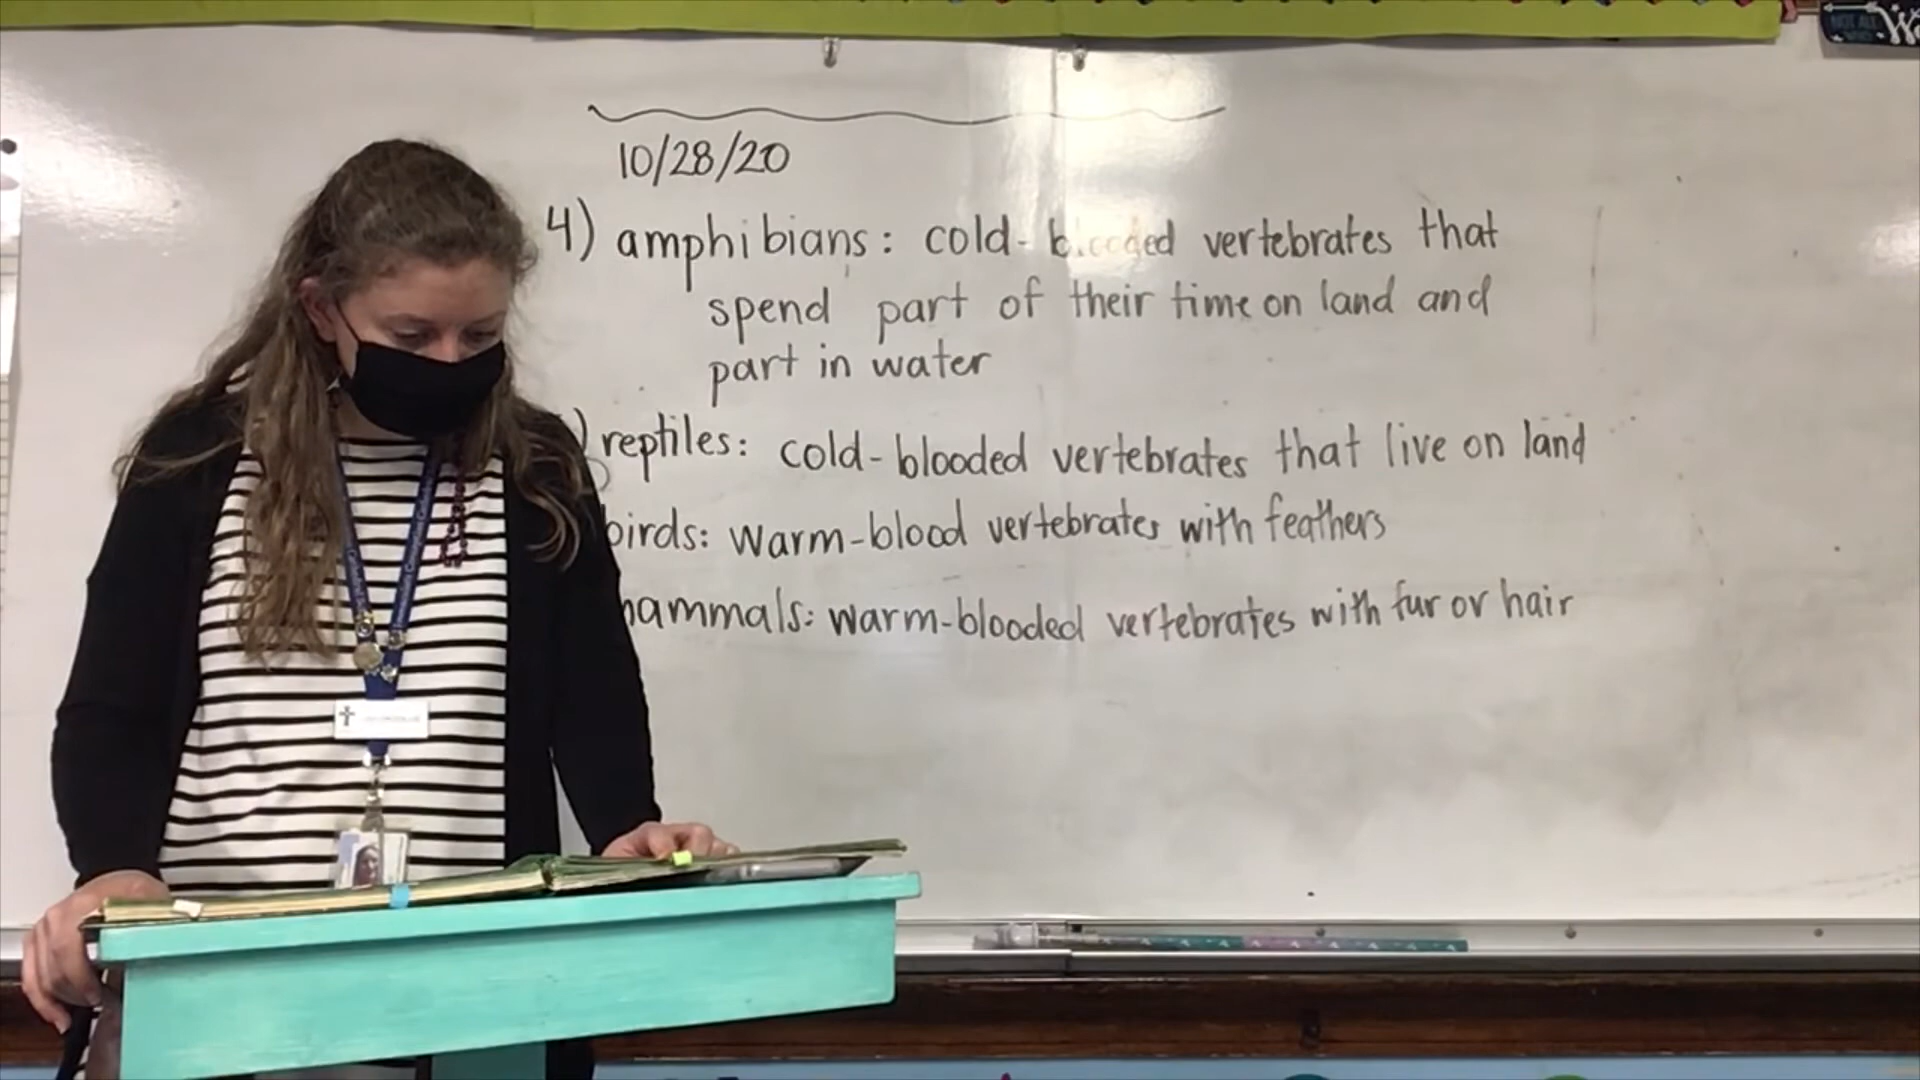 10/28/20
4) amphibians: cold-blooded vertebrates that
spend part of their time on land and
part in water
) reptiles: cold-blooded vertebrates that live on land
birds: warm-blood vertebrates with feathers
mammals: warm-blooded vertebrates with fur or hair